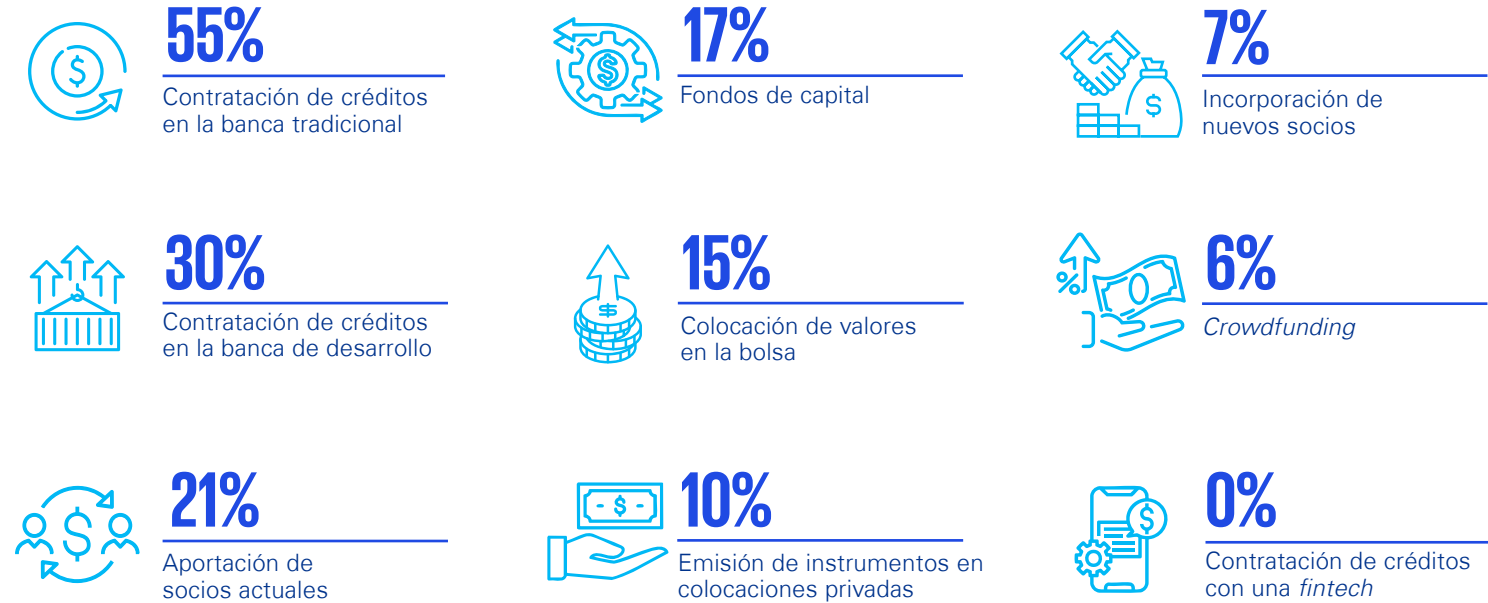 55%
Contratación de créditos
en la banca tradicional
30%
Contratación de créditos
en la banca de desarrollo
21%
Aportación de
socios actuales
17%
Fondos de capital
15%
Colocación de valores
en la bolsa
10%
Emisión de instrumentos en
colocaciones privadas
7%
Incorporación de
nuevos socios
6%
Crowdfunding
0%
Contratación de créditos
con una fintech